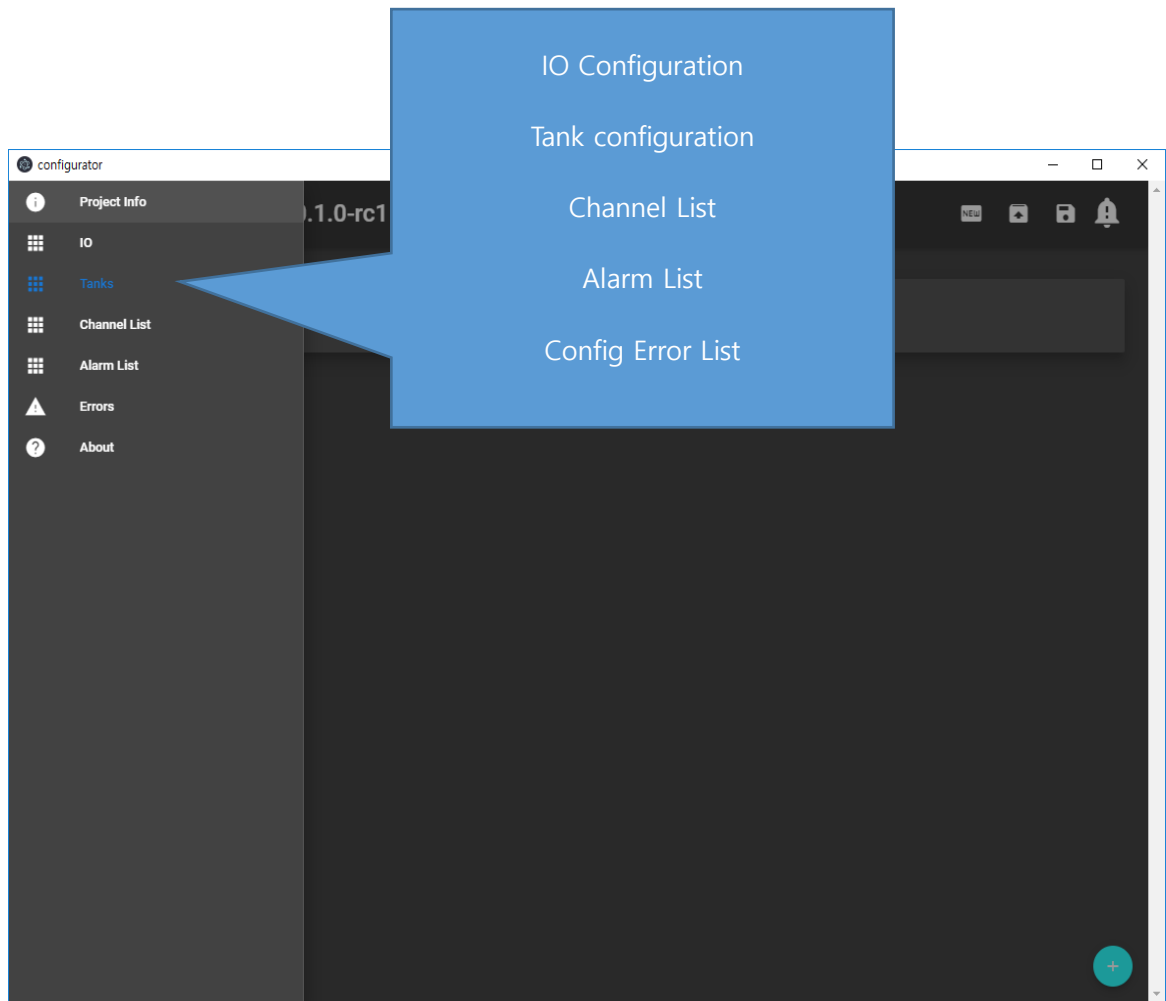 IO Configuration
Tank configuration
Channel List
Alarm List
Config Error List
configurator
Project Info
.1.0-rc1
NEW
IO
Tanks
Channel List
Alarm List
Errors
About